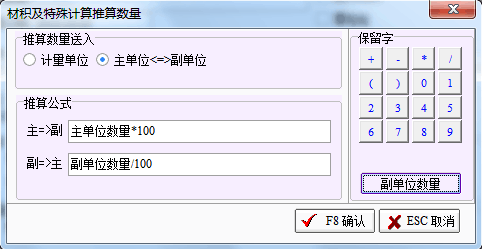 材积及特殊计算推算数量
推算数量送入
计量单位 主单位<=>副单位
推算公式
主=>副 主单位数量*100
副=>主 副单位数量/100
保留字
+ - * /
( ) 0 1
2 3 4 5
6 7 8 9
副单位数量
F8 确认 ESC 取消